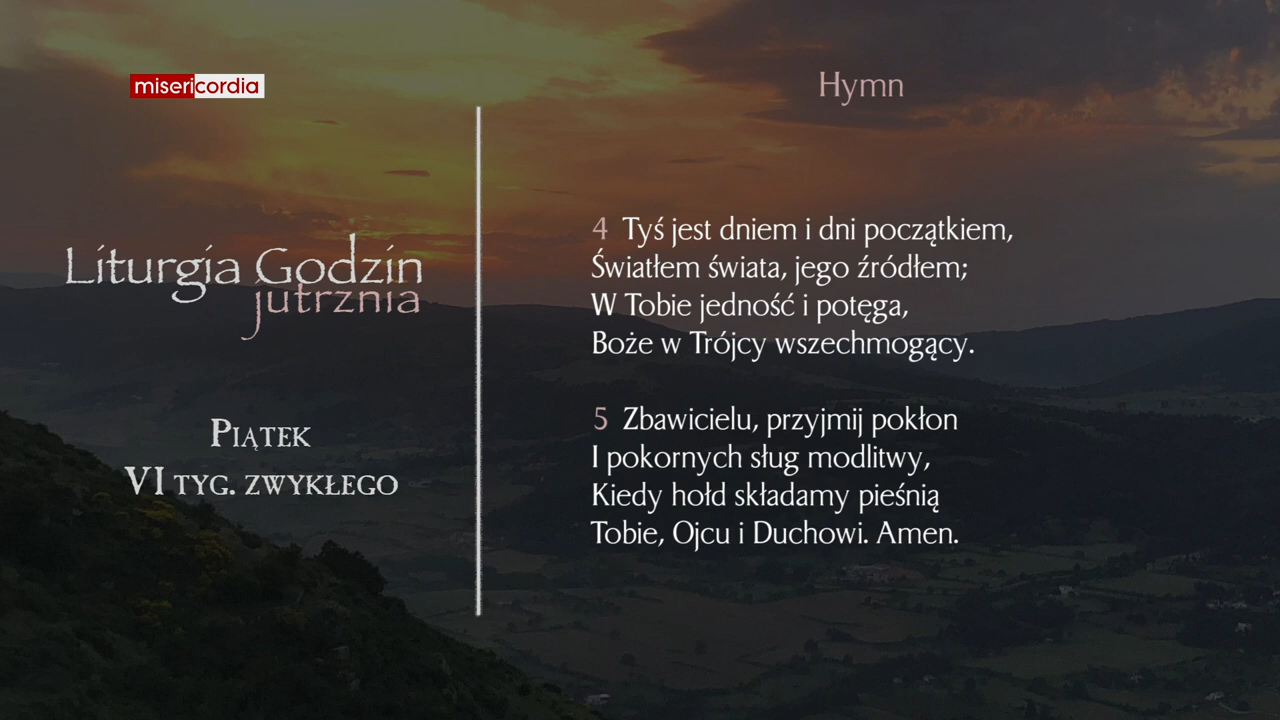 misericordia
Liturgia Godzin
jutrznia
Piątek
VI tyg. zwykłego
Hymn
4 Tyś jest dniem i dni początkiem,
Światłem świata, jego źródłem;
W Tobie jedność i potęga,
Boże w Trójcy wszechmogący.
5 Zbawicielu, przyjmij pokłon
I pokornych sług modlitwy,
Kiedy hołd składamy pieśnią
Tobie, Ojcu i Duchowi. Amen.